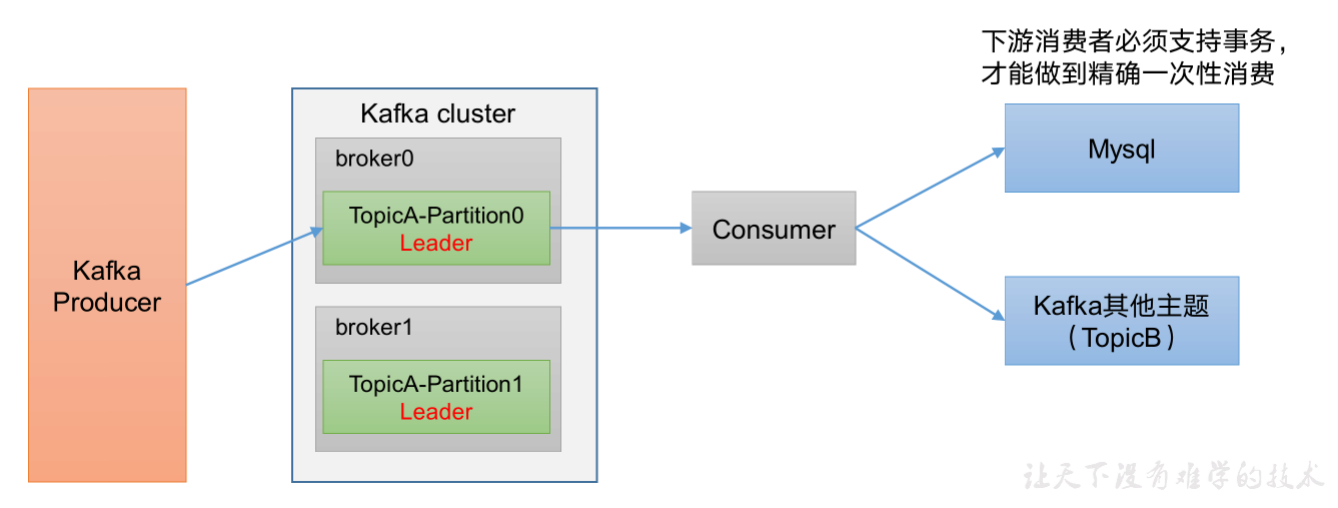 下游消费者必须支持事务，
才能做到精确一次性消费
Kafka cluster
broker0
TopicA-Partition0
Leader
broker1
TopicA-Partition1
Leader
Kafka
Producer
Consumer
Mysql
Kafka其他主题
（TopicB）
让天下没有难学的技术